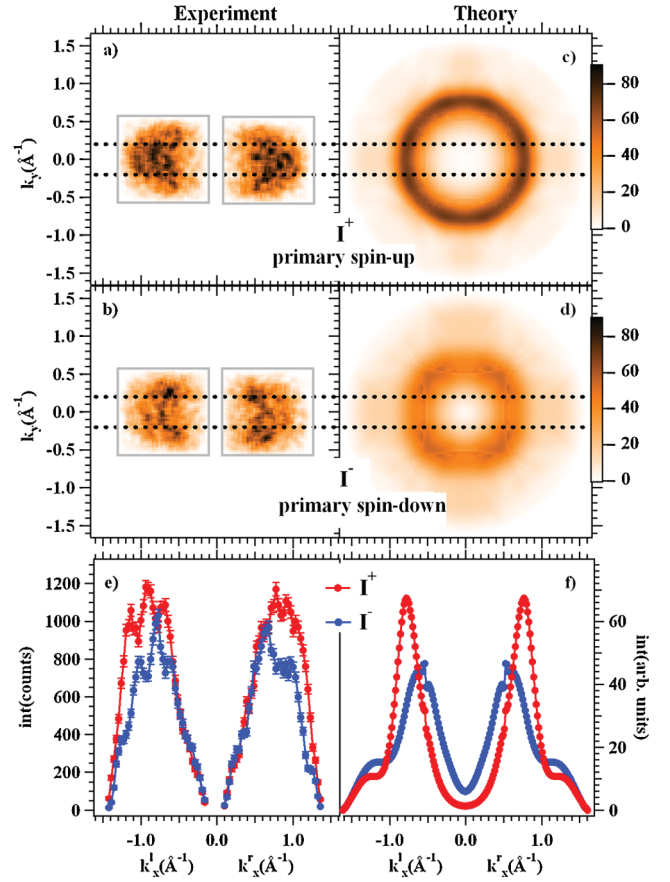 Experiment Theory
a) c)
1.5
1.0
0.5
0.0
-0.5
-1.0
-1.5
k_y(Å^-1)
80
60
40
20
0
I^+
primary spin-up
b) d)
1.5
1.0
0.5
0.0
-0.5
-1.0
-1.5
k_y(Å^-1)
80
60
40
20
0
I^-
primary spin-down
e) f)
I^+
I^-
1200
1000
800
600
400
200
0
int(counts)
60
40
20
0
int(arb. units)
-1.0 0.0 1.0 -1.0 0.0 1.0
k^l_x(Å^-1) k^r_x(Å^-1) k^l_x(Å^-1) k^r_x(Å^-1)